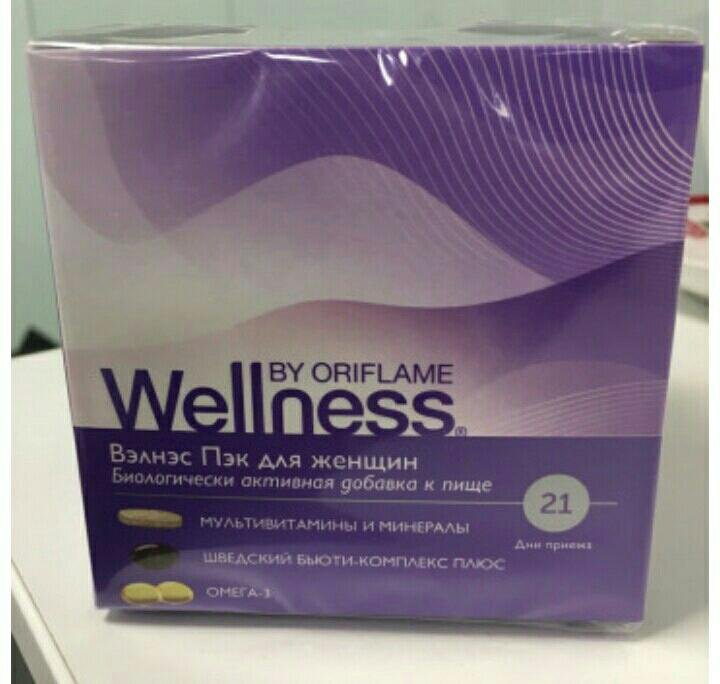 BY ORIFLAME
Wellness®
Вэлнэс Пэк для женщин
Биологически активная добавка к пище
21
Дни приема
МУЛЬТИВИТАМИНЫ И МИНЕРАЛЫ
ШВЕДСКИЙ БЬЮТИ-КОМПЛЕКС ПЛЮС
ОМЕГА-3